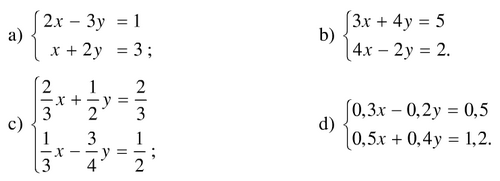 a) { 2x − 3y = 1
x + 2y = 3 ;
b) { 3x + 4y = 5
4x − 2y = 2.
c) { 2/3 x + 1/2 y = 2/3
1/3 x − 3/4 y = 1/2 ;
d) { 0,3x − 0,2y = 0,5
0,5x + 0,4y = 1,2.